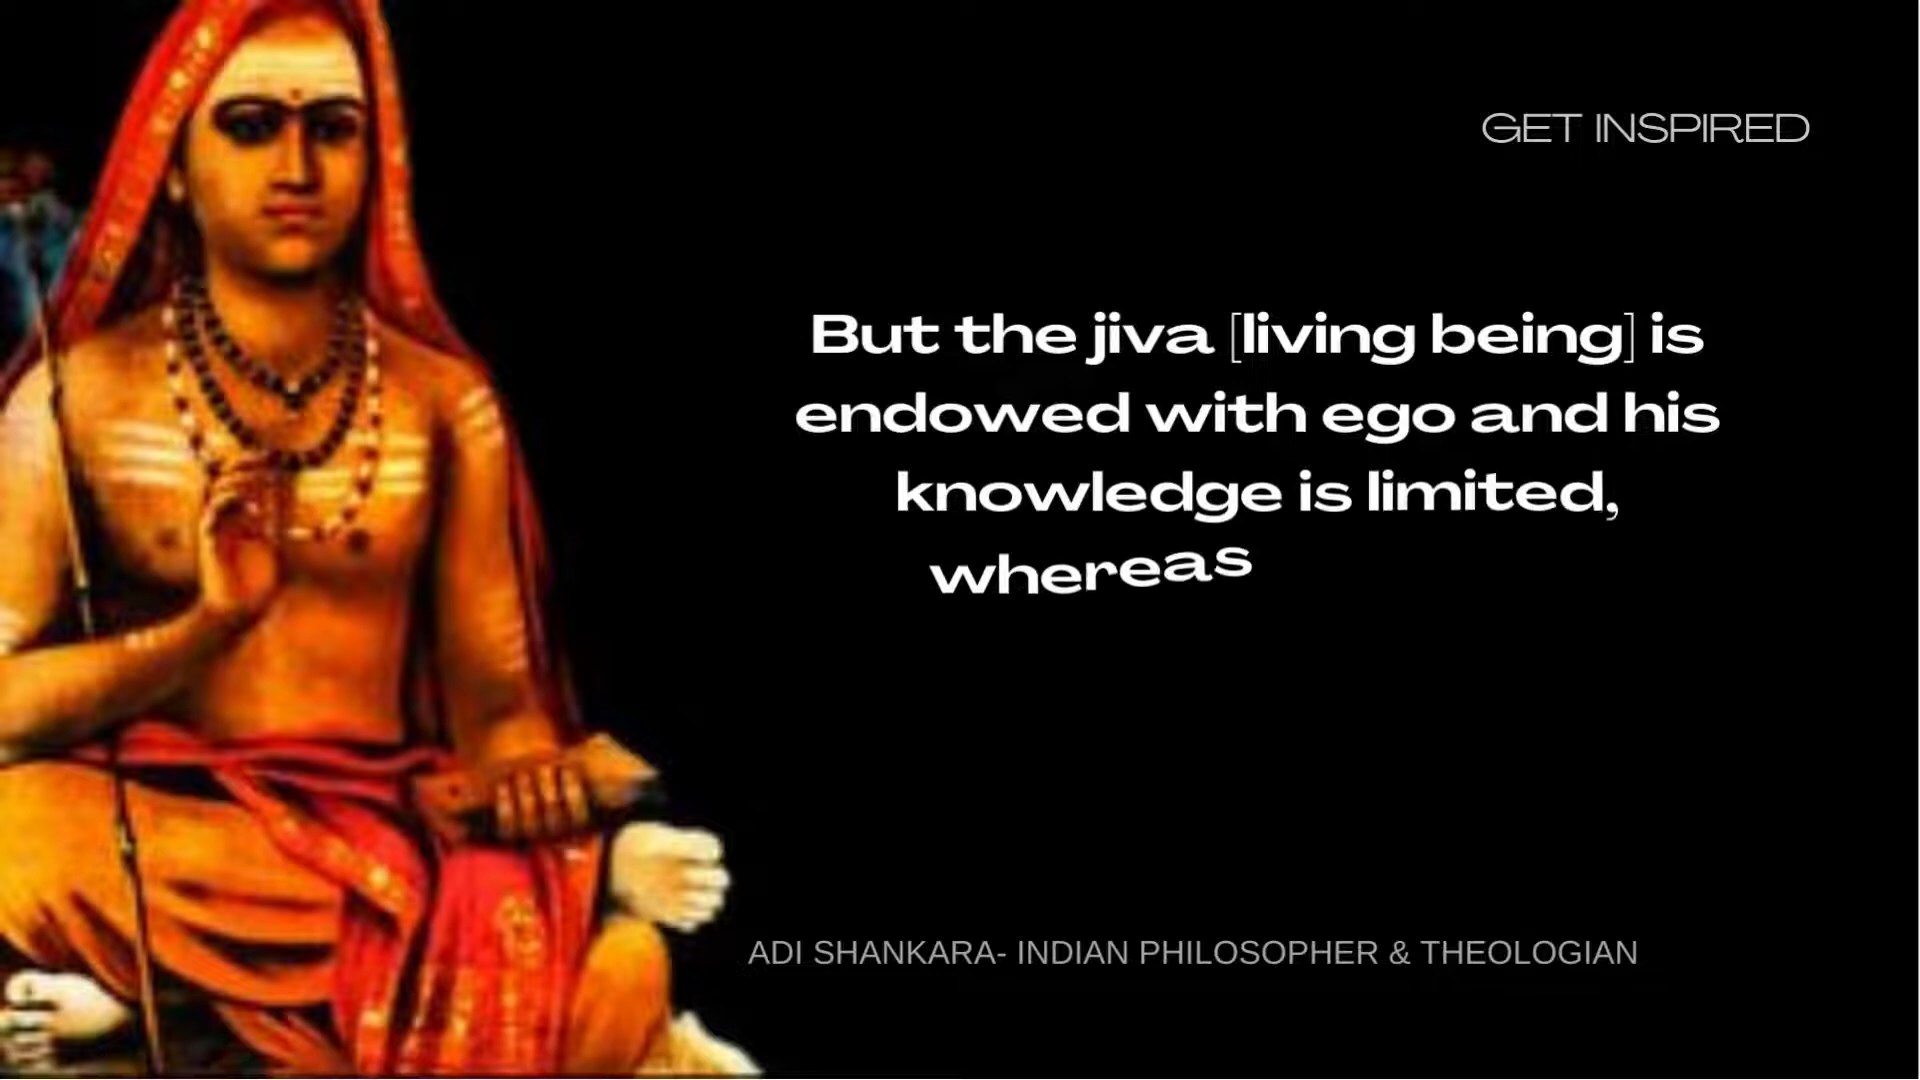 GET INSPIRED
But the jiva [living being] is
endowed with ego and his
knowledge is limited,
whereas
ADI SHANKARA- INDIAN PHILOSOPHER & THEOLOGIAN